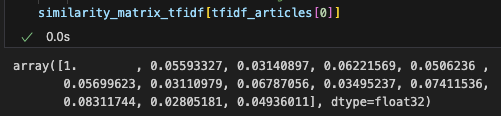 similarity_matrix_tfidf[tfidf_articles[0]]
✓ 0.0s
array([1.        , 0.05593327, 0.03140897, 0.06221569, 0.0506236 ,
       0.05699623, 0.03110979, 0.06787056, 0.03495237, 0.07411536,
       0.08311744, 0.02805181, 0.04936011], dtype=float32)